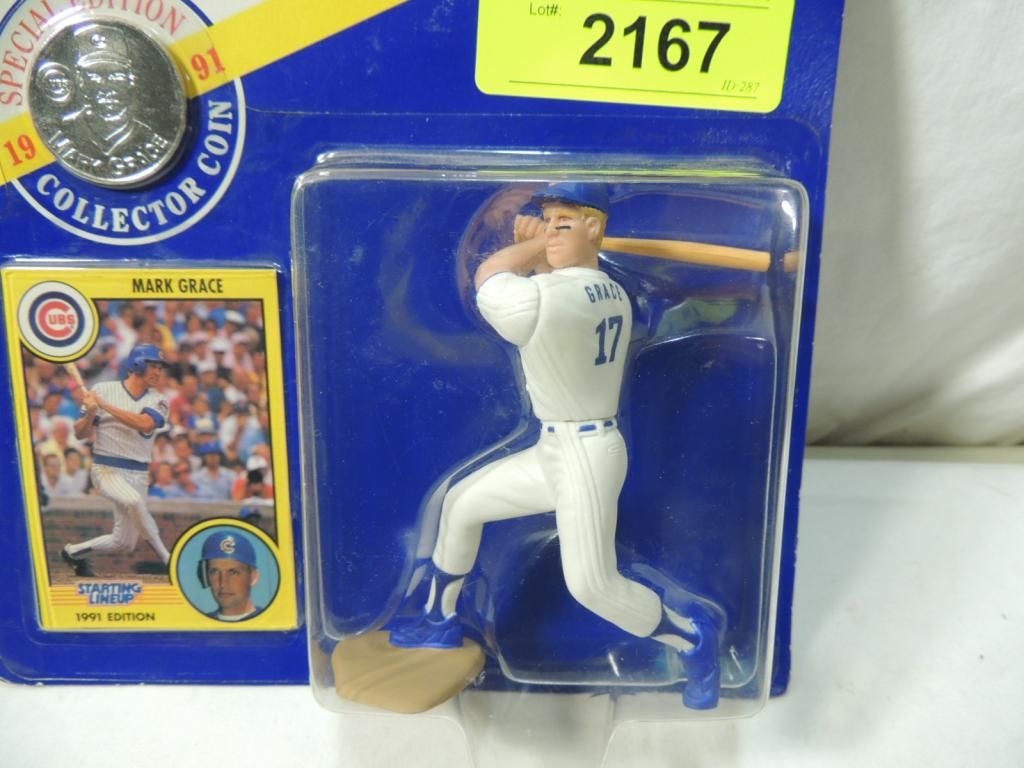 SPECIAL EDITION
19 91
COLLECTOR COIN
MARK GRACE
Lot#:
2167
ID:287
MARK GRACE
CUBS
C
STARTING
LINEUP
1991 EDITION
GRACE
17